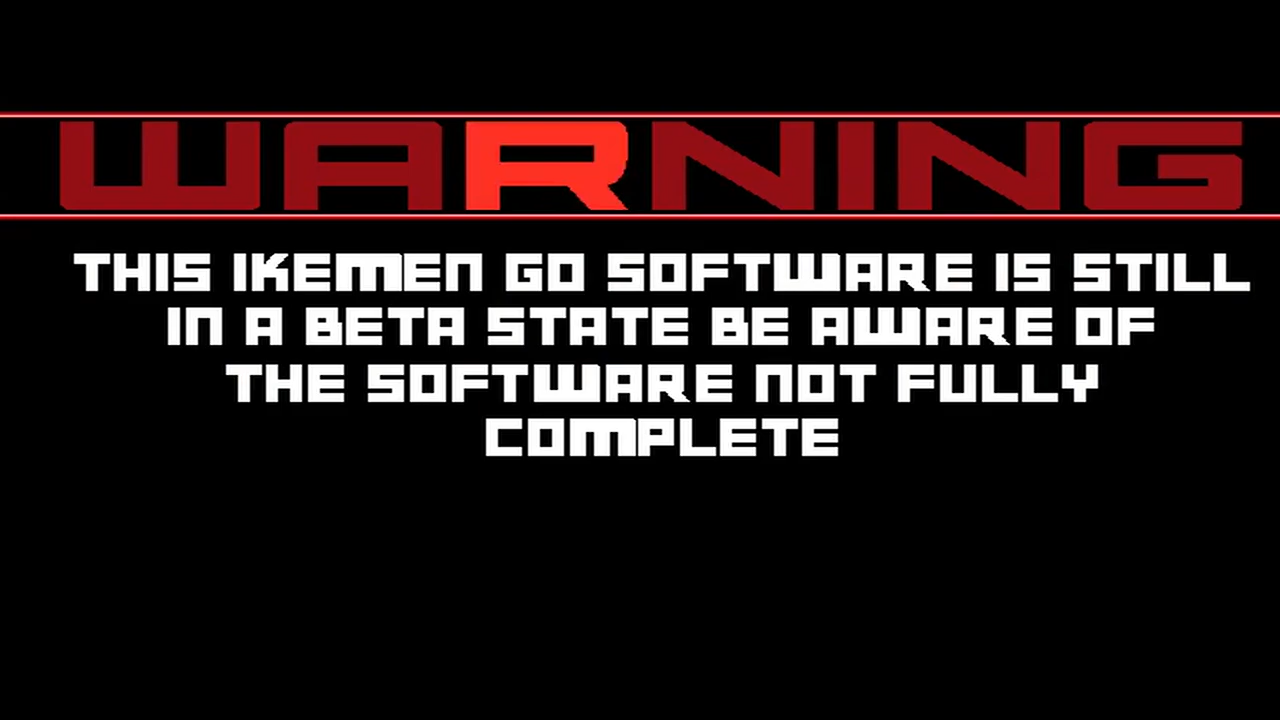 WARNING
THIS IKEMEN GO SOFTWARE IS STILL
IN A BETA STATE BE AWARE OF
THE SOFTWARE NOT FULLY
COMPLETE